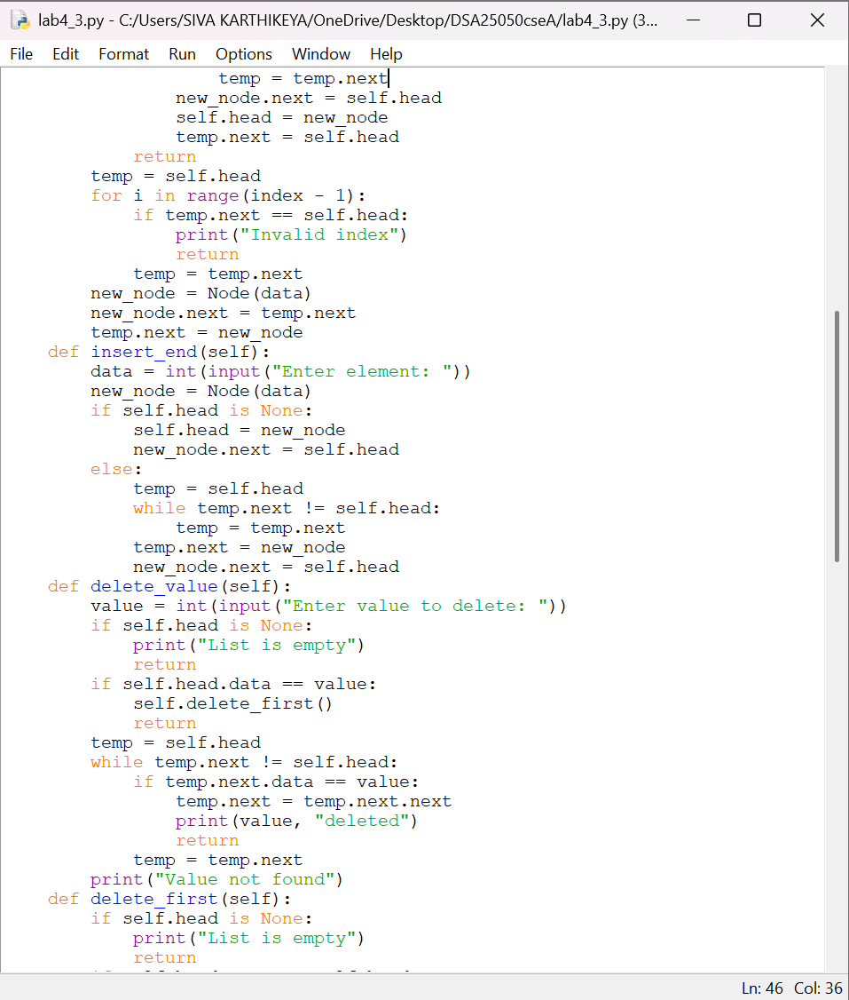 lab4_3.py - C:/Users/SIVA KARTHIKEYA/OneDrive/Desktop/DSA25050cseA/lab4_3.py (3...
File Edit Format Run Options Window Help
                    temp = temp.next
                new_node.next = self.head
                self.head = new_node
                temp.next = self.head
            return
        temp = self.head
        for i in range(index - 1):
            if temp.next == self.head:
                print("Invalid index")
                return
            temp = temp.next
        new_node = Node(data)
        new_node.next = temp.next
        temp.next = new_node
    def insert_end(self):
        data = int(input("Enter element: "))
        new_node = Node(data)
        if self.head is None:
            self.head = new_node
            new_node.next = self.head
        else:
            temp = self.head
            while temp.next != self.head:
                temp = temp.next
            temp.next = new_node
            new_node.next = self.head
    def delete_value(self):
        value = int(input("Enter value to delete: "))
        if self.head is None:
            print("List is empty")
            return
        if self.head.data == value:
            self.delete_first()
            return
        temp = self.head
        while temp.next != self.head:
            if temp.next.data == value:
                temp.next = temp.next.next
                print(value, "deleted")
                return
            temp = temp.next
        print("Value not found")
    def delete_first(self):
        if self.head is None:
            print("List is empty")
            return
Ln: 46 Col: 36